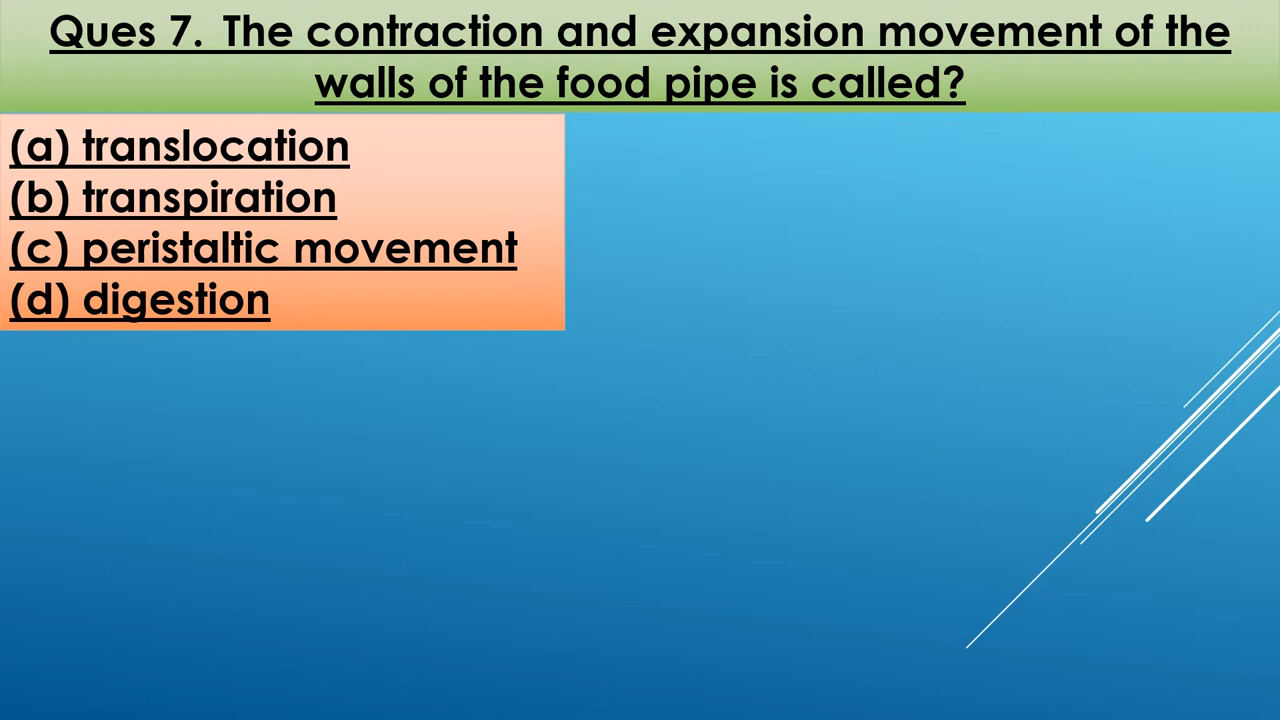 Ques 7. The contraction and expansion movement of the
walls of the food pipe is called?
(a) translocation
(b) transpiration
(c) peristaltic movement
(d) digestion